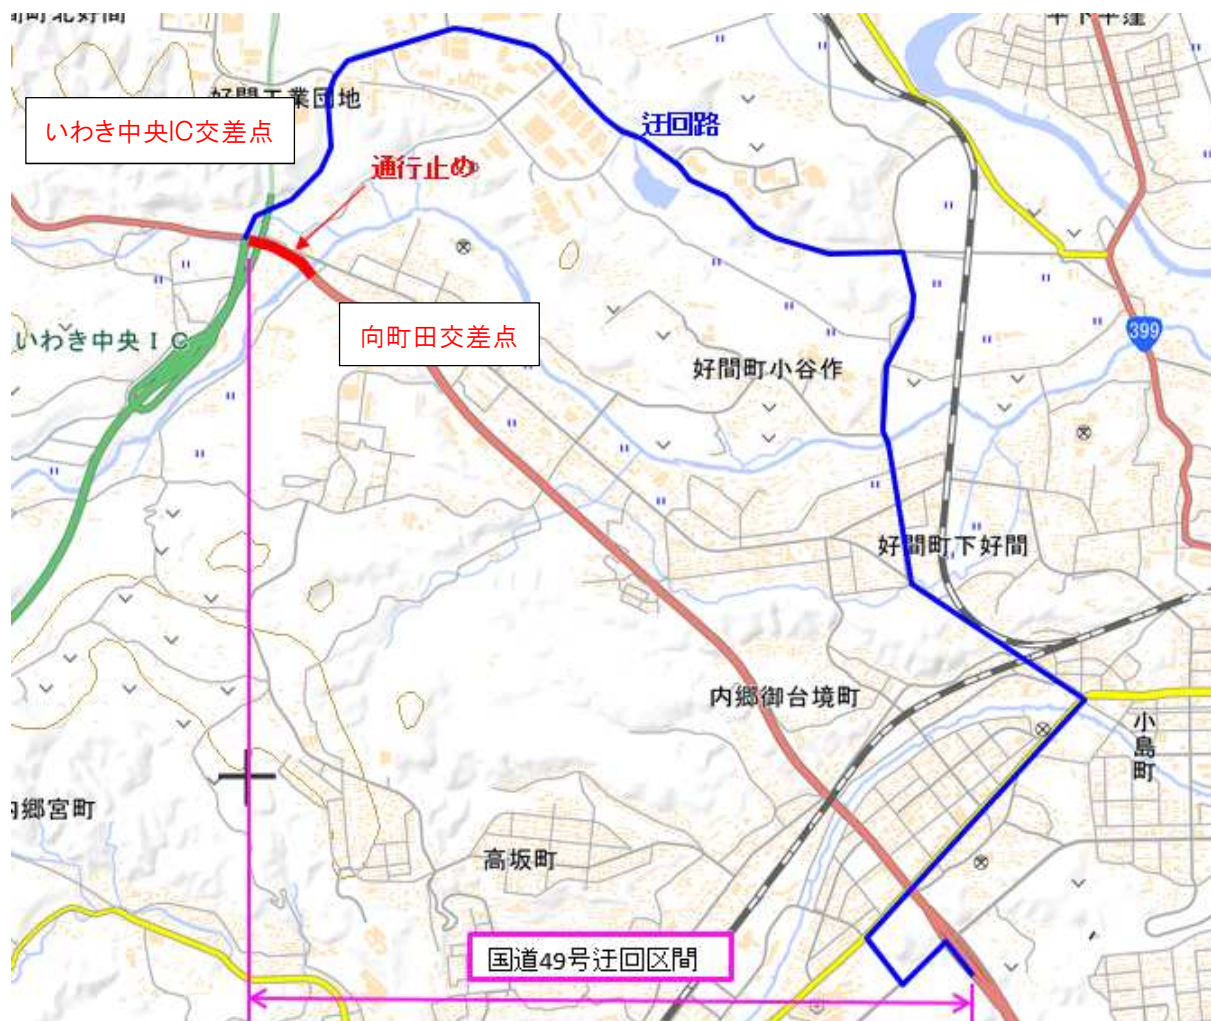 好間工業団地
いわき中央IC交差点
迂回路
通行止め
399
いわき中央IC
向町田交差点
好間町小谷作
好間町下好間
内郷御台境町
小島町
内郷宮町
高坂町
国道49号迂回区間